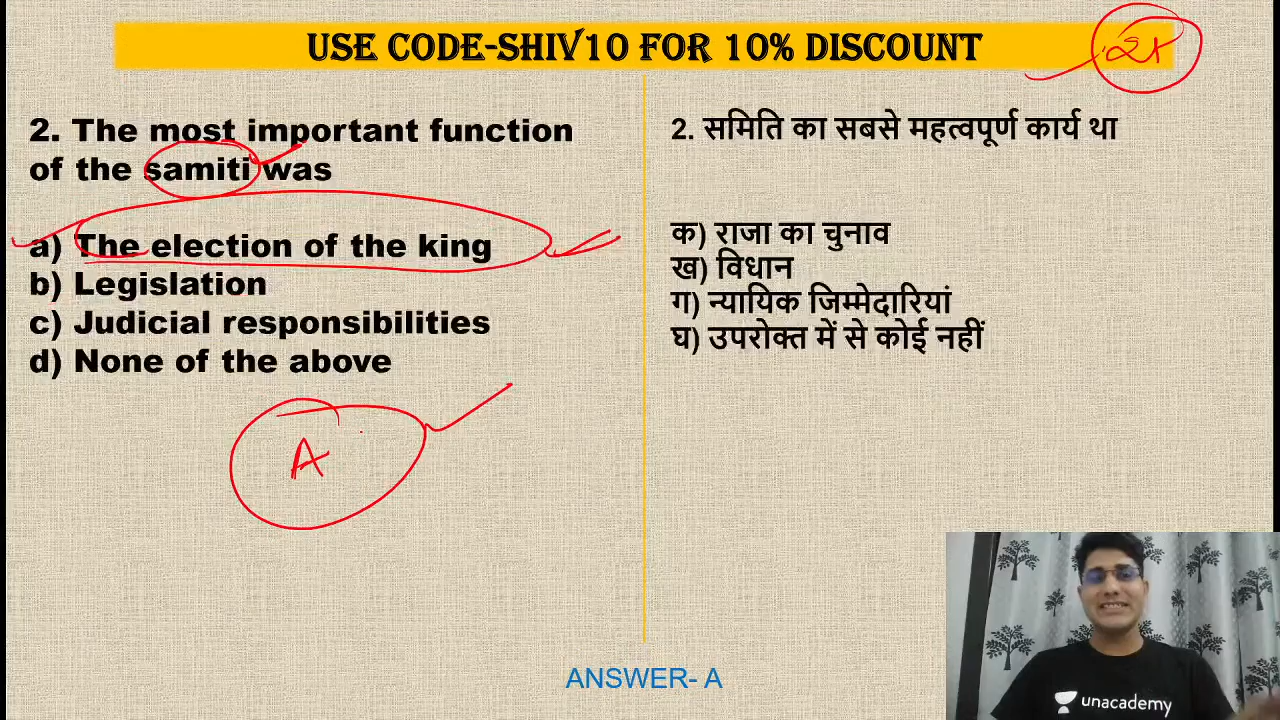 USE CODE-SHIV10 FOR 10% DISCOUNT
2. The most important function
of the samiti was
a) The election of the king
b) Legislation
c) Judicial responsibilities
d) None of the above
A
2. समिति का सबसे महत्वपूर्ण कार्य था
क) राजा का चुनाव
ख) विधान
ग) न्यायिक जिम्मेदारियां
घ) उपरोक्त में से कोई नहीं
ANSWER- A
unacademy